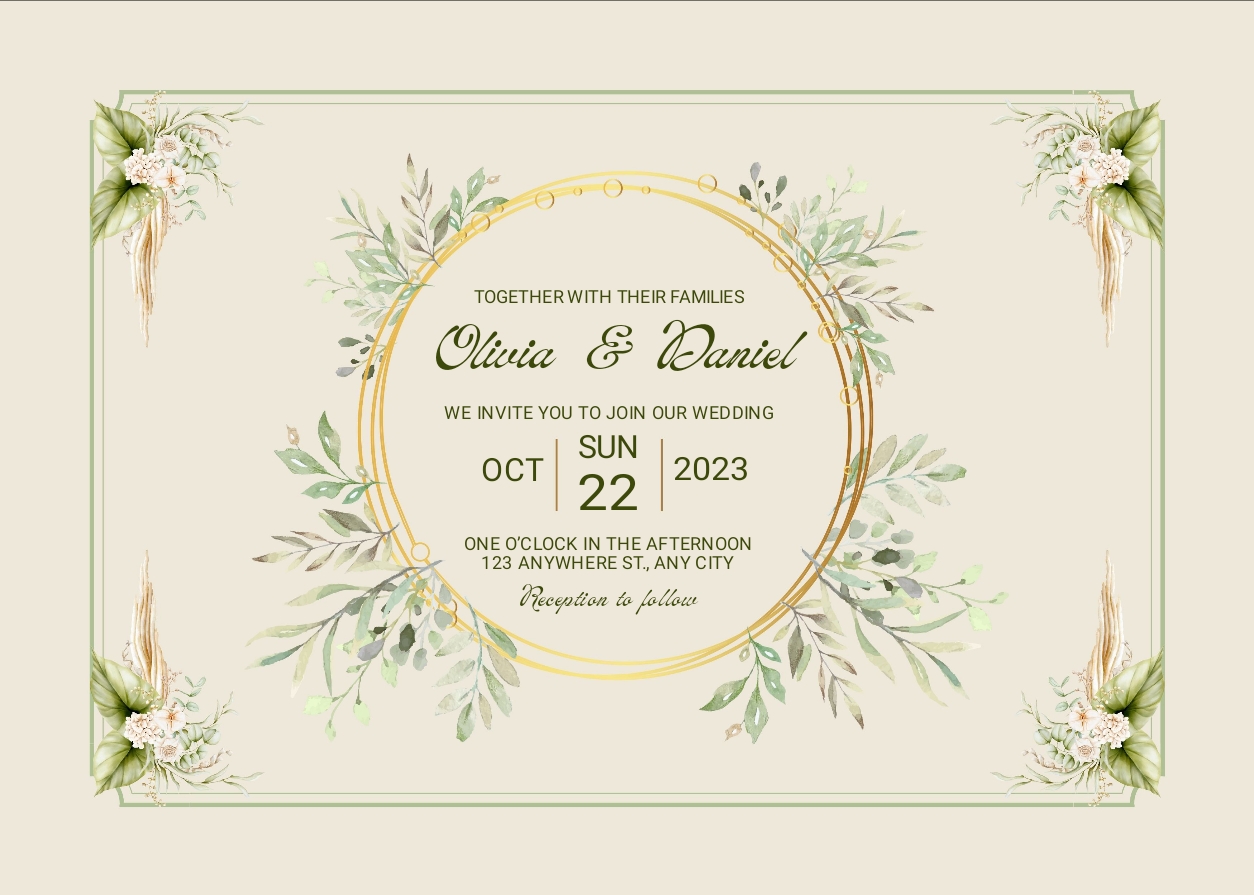 TOGETHER WITH THEIR FAMILIES
Olivia & Daniel
WE INVITE YOU TO JOIN OUR WEDDING
OCT
SUN
22
2023
ONE O'CLOCK IN THE AFTERNOON
123 ANYWHERE ST., ANY CITY
Reception to follow